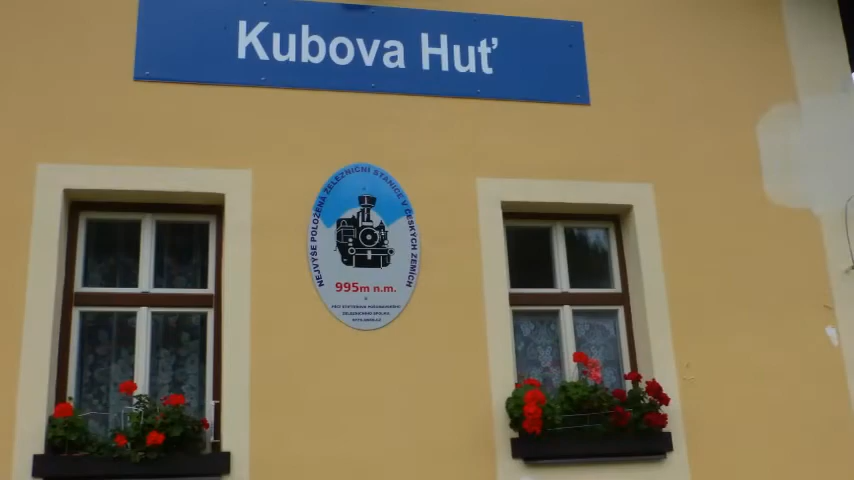 Kubova Huť
NEJVÝŠE POLOŽENÁ ŽELEZNIČNÍ STANICE V ČESKÝCH ZEMÍCH
995m n.m.